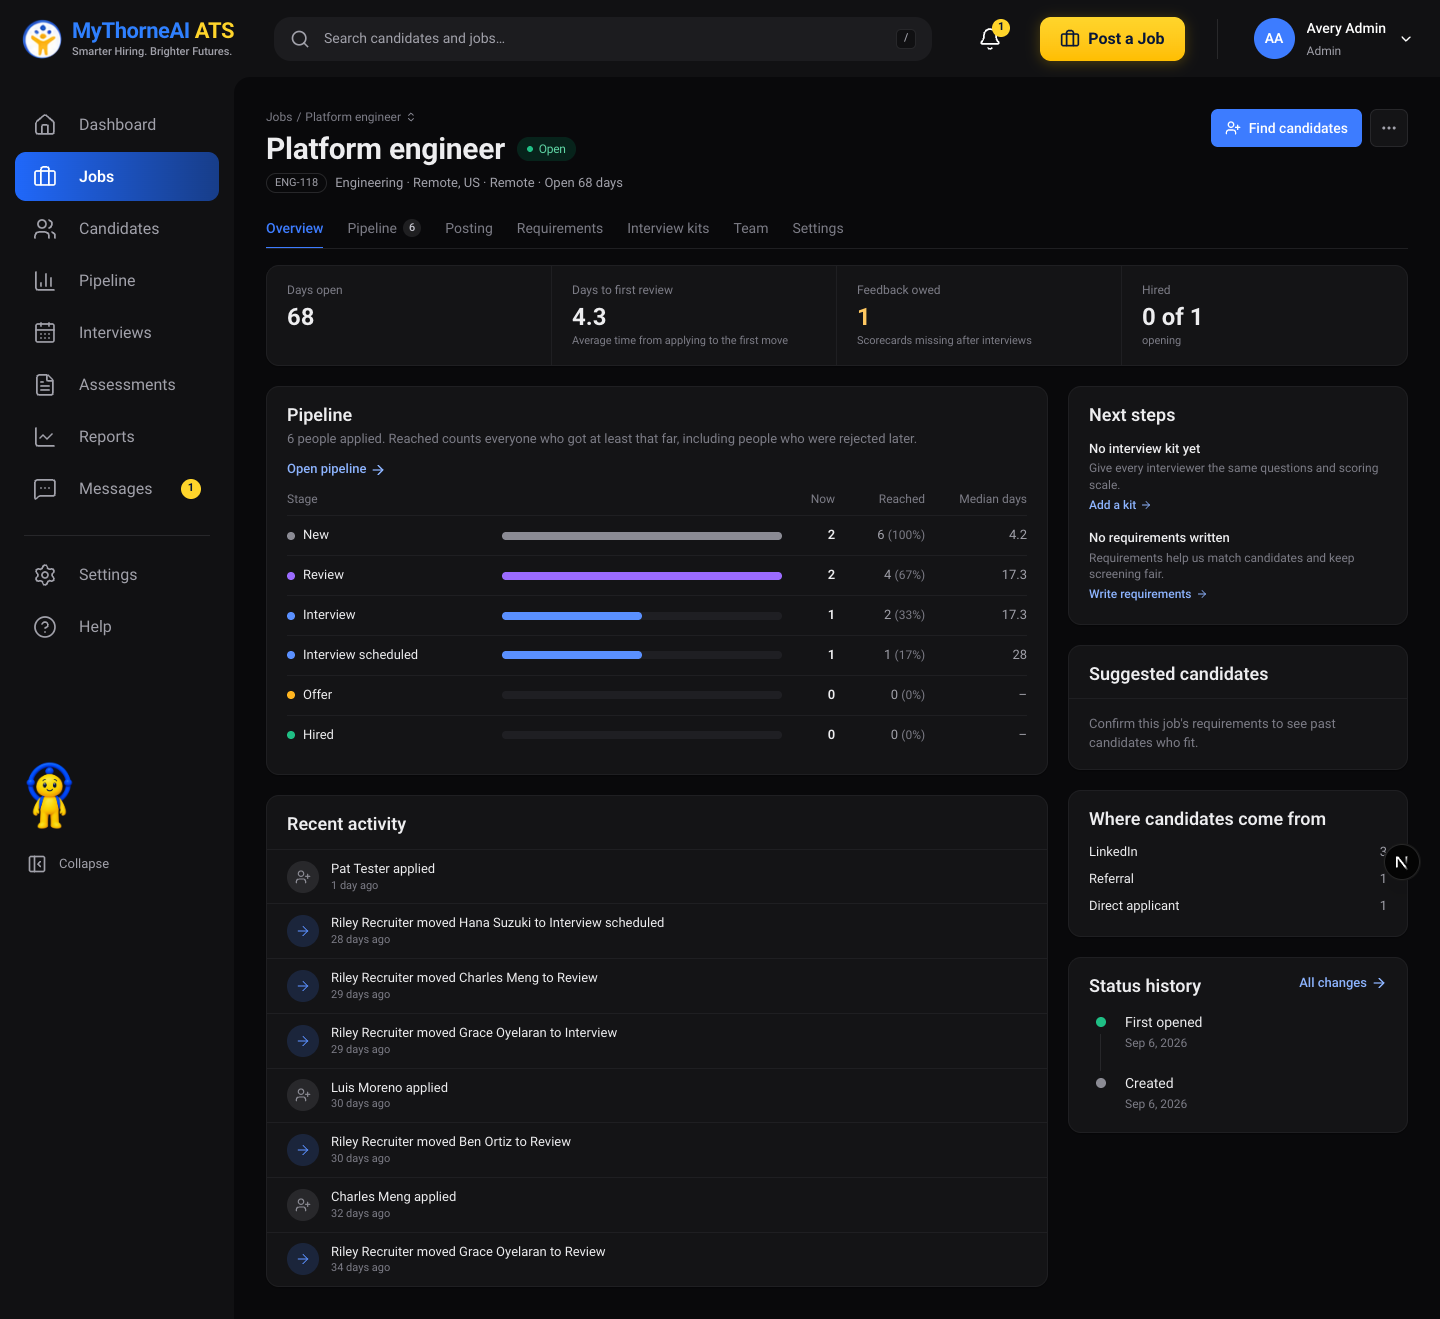 MyThorneAI ATS
Smarter Hiring. Brighter Futures.
Search candidates and jobs...
/
1
Post a Job
AA
Avery Admin
Admin
Dashboard
Jobs
Candidates
Pipeline
Interviews
Assessments
Reports
Messages
1
Settings
Help
Collapse
Jobs / Platform engineer
Platform engineer
Open
ENG-118
Engineering · Remote, US · Remote · Open 68 days
Find candidates
Overview
Pipeline 6
Posting
Requirements
Interview kits
Team
Settings
Days open
68
Days to first review
4.3
Average time from applying to the first move
Feedback owed
1
Scorecards missing after interviews
Hired
0 of 1
opening
Pipeline
6 people applied. Reached counts everyone who got at least that far, including people who were rejected later.
Open pipeline
Stage Now Reached Median days
New 2 6 (100%) 4.2
Review 2 4 (67%) 17.3
Interview 1 2 (33%) 17.3
Interview scheduled 1 1 (17%) 28
Offer 0 0 (0%) –
Hired 0 0 (0%) –
Recent activity
Pat Tester applied
1 day ago
Riley Recruiter moved Hana Suzuki to Interview scheduled
28 days ago
Riley Recruiter moved Charles Meng to Review
29 days ago
Riley Recruiter moved Grace Oyelaran to Interview
29 days ago
Luis Moreno applied
30 days ago
Riley Recruiter moved Ben Ortiz to Review
30 days ago
Charles Meng applied
32 days ago
Riley Recruiter moved Grace Oyelaran to Review
34 days ago
Next steps
No interview kit yet
Give every interviewer the same questions and scoring
scale.
Add a kit
No requirements written
Requirements help us match candidates and keep
screening fair.
Write requirements
Suggested candidates
Confirm this job's requirements to see past
candidates who fit.
Where candidates come from
LinkedIn 3
Referral 1
Direct applicant 1
N
Status history
All changes
First opened
Sep 6, 2026
Created
Sep 6, 2026